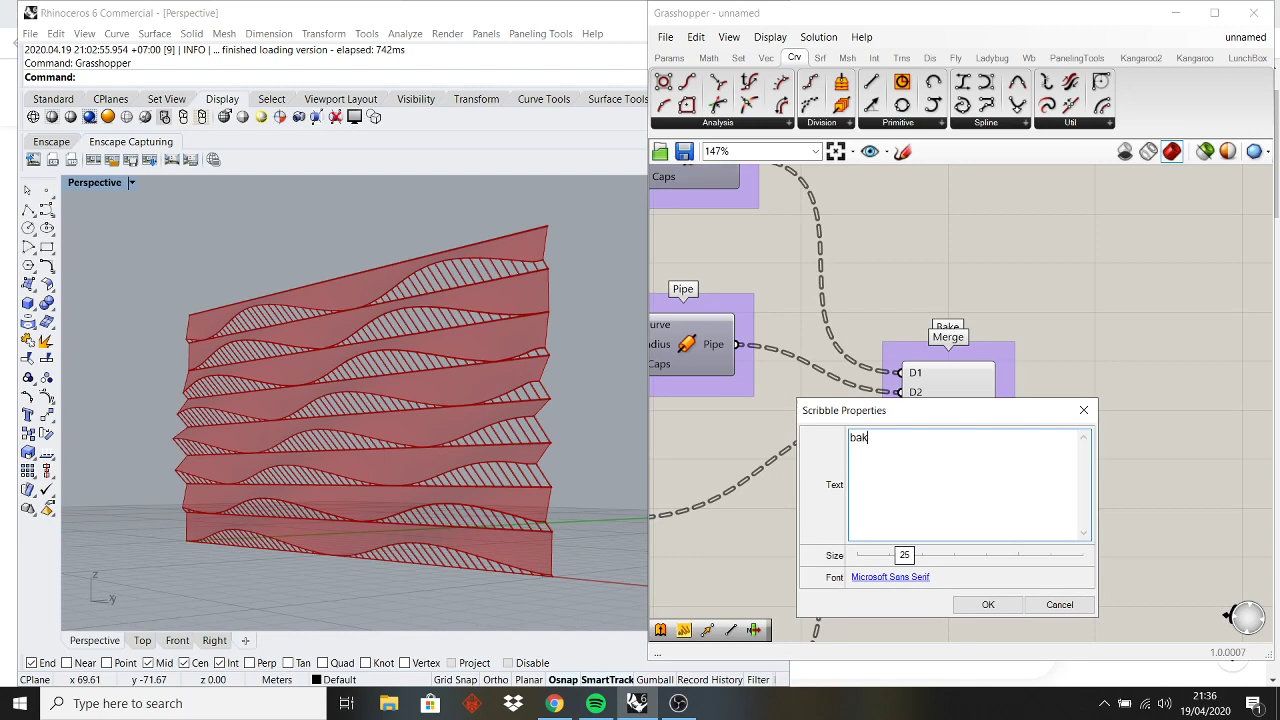 Rhinoceros 6 Commercial - [Perspective]
File Edit View Curve Surface Solid Mesh Dimension Transform Tools Analyze Render Panels Paneling Tools Help
2020.04.19 21:02:55.954 +07:00 [9] | INFO | ... finished loading version - elapsed: 742ms
Command: Grasshopper
Command:
Standard CPlanes Set View Display Select Viewport Layout Visibility Transform Curve Tools Surface Tools
Enscape Enscape Capturing
Perspective
z
y
x
Perspective Top Front Right
End Near Point Mid Cen Int Perp Tan Quad Knot Vertex Project Disable
CPlane x 69.61 y -71.67 z 0.00 Meters Default Grid Snap Ortho Planar Osnap SmartTrack Gumball Record History Filter
Grasshopper - unnamed
File Edit View Display Solution Help unnamed
Params Math Set Vec Crv Srf Msh Int Trns Dis Fly Ladybug Wb PanelingTools Kangaroo2 Kangaroo LunchBox
Analysis Division Primitive Spline Util
147%
Caps
Pipe
urve
adius Pipe
Caps
Bake
Merge
D1
D2
Scribble Properties
Text bak
Size 25
Font Microsoft Sans Serif
OK Cancel
... 1.0.0007
Type here to search
6
21:36
19/04/2020